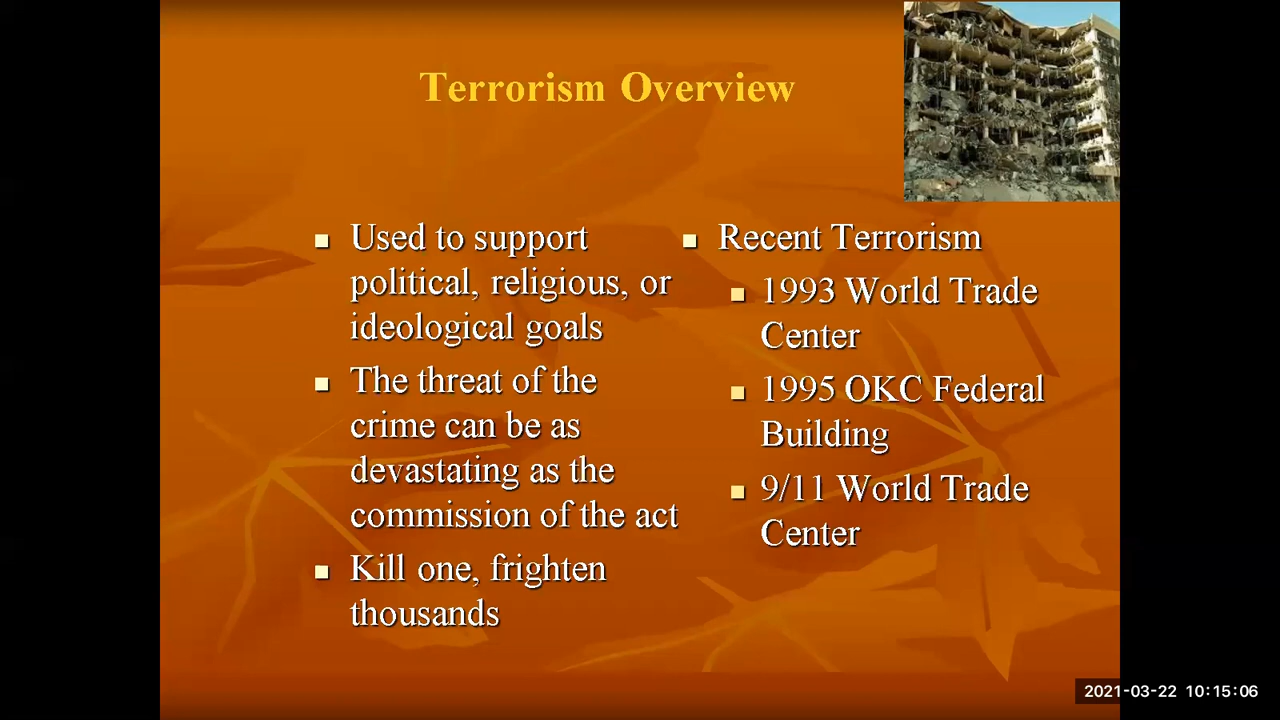 Terrorism Overview
Used to support
political, religious, or
ideological goals
The threat of the
crime can be as
devastating as the
commission of the act
Kill one, frighten
thousands
Recent Terrorism
1993 World Trade
Center
1995 OKC Federal
Building
9/11 World Trade
Center
2021-03-22 10:15:06